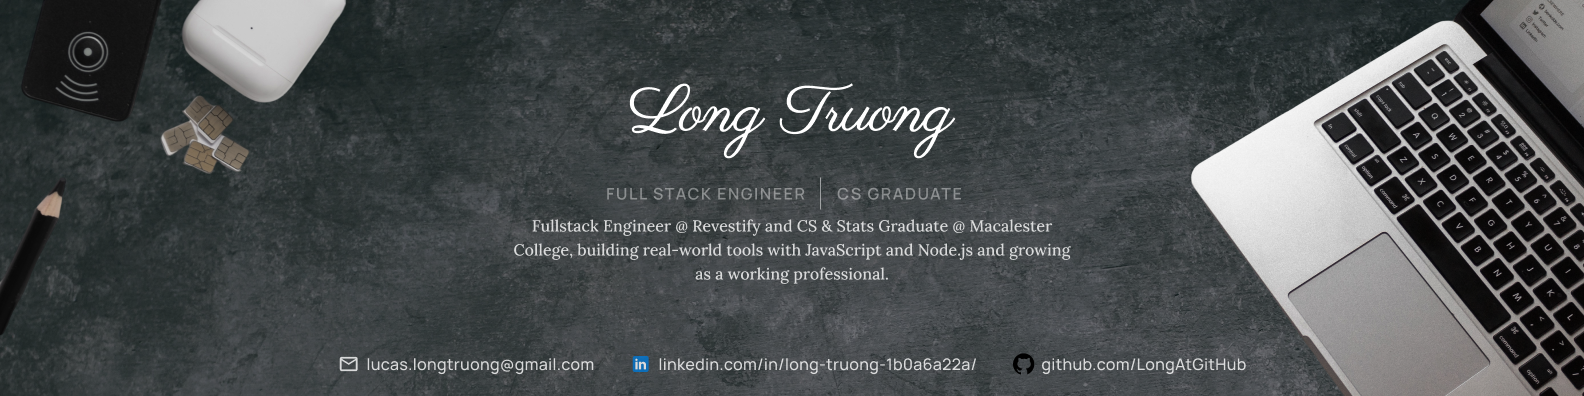 Long Truong
FULL STACK ENGINEER | CS GRADUATE
Fullstack Engineer @ Revestify and CS & Stats Graduate @ Macalester
College, building real-world tools with JavaScript and Node.js and growing
as a working professional.
lucas.longtruong@gmail.com
linkedin.com/in/long-truong-1b0a6a22a/
github.com/LongAtGitHub